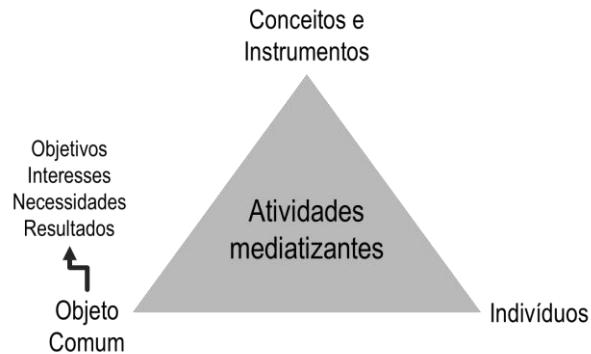 Conceitos e
Instrumentos
Objetivos
Interesses
Necessidades
Resultados
Atividades
mediatizantes
Objeto
Comum
Indivíduos